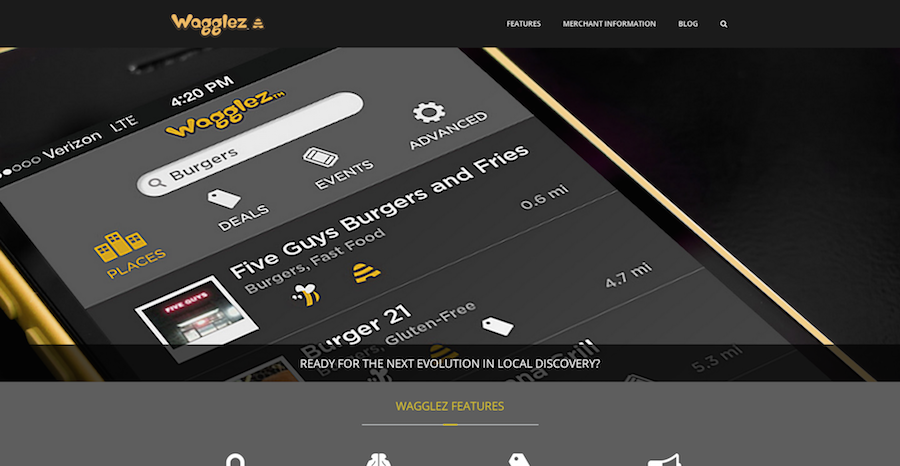 Wagglez
FEATURES
MERCHANT INFORMATION
BLOG
4:20 PM
Verizon LTE
Wagglez™
Burgers
PLACES
DEALS
EVENTS
ADVANCED
Five Guys Burgers and Fries
0.6 mi
Burgers, Fast Food
FIVE GUYS
Burger 21
4.7 mi
Burgers, Gluten-Free
Grill
5.3 mi
READY FOR THE NEXT EVOLUTION IN LOCAL DISCOVERY?
WAGGLEZ FEATURES